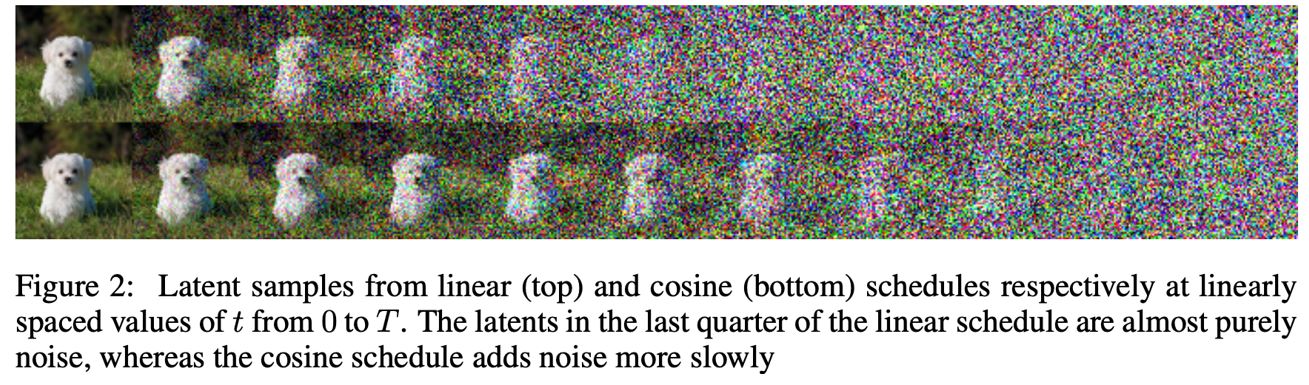 Figure 2: Latent samples from linear (top) and cosine (bottom) schedules respectively at linearly
spaced values of t from 0 to T. The latents in the last quarter of the linear schedule are almost purely
noise, whereas the cosine schedule adds noise more slowly